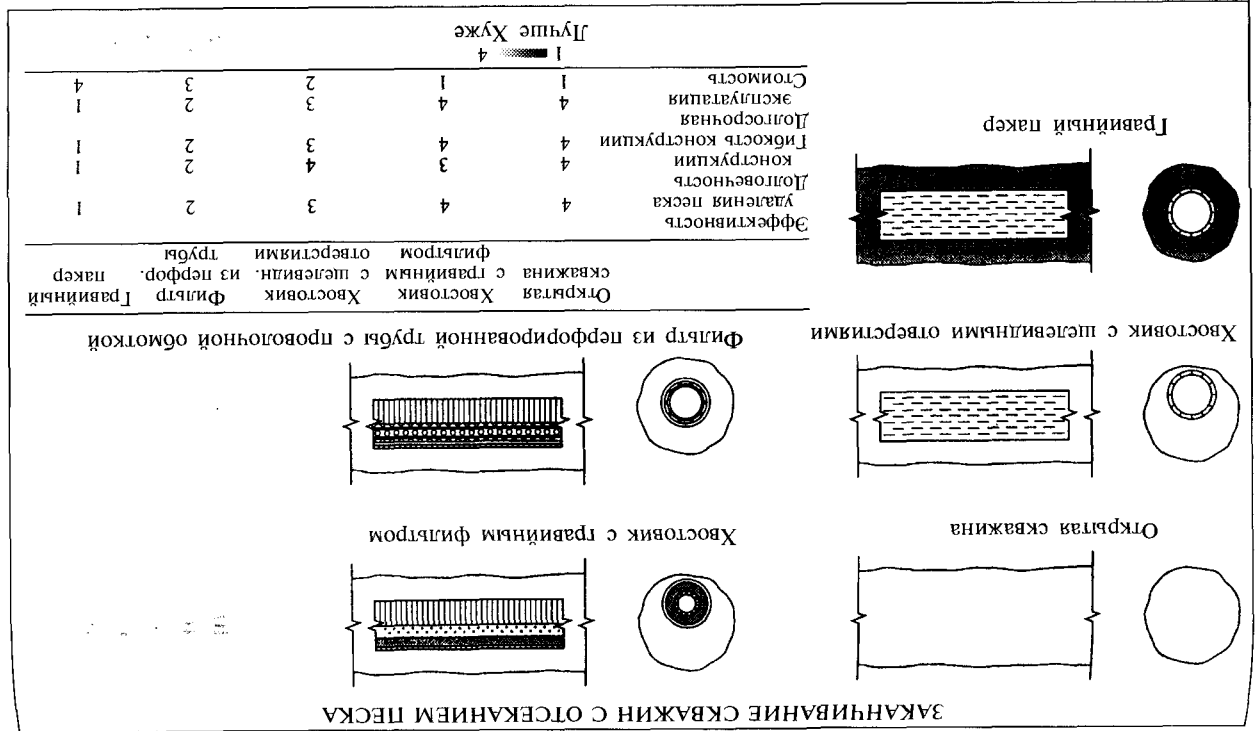 ЗАКАНЧИВАНИЕ СКВАЖИН С ОТСЕКАНИЕМ ПЕСКА
Открытая скважина
Хвостовик с гравийным фильтром
Хвостовик с щелевидными отверстиями
Фильтр из перфорированной трубы с проволочной обмоткой
Гравийный пакер
Открытая Хвостовик Хвостовик Фильтр Гравийный
скважина с гравийным с щелевидн. из перфор. пакер
фильтром отверстиями трубы
Эффективность
удаления песка 4 4 3 2 1
Долговечность
конструкции 4 3 4 2 1
Гибкость конструкции 4 4 3 2 1
Долгосрочная
эксплуатация 4 4 3 2 1
Стоимость 1 1 2 3 4
1 4
Лучше Хуже